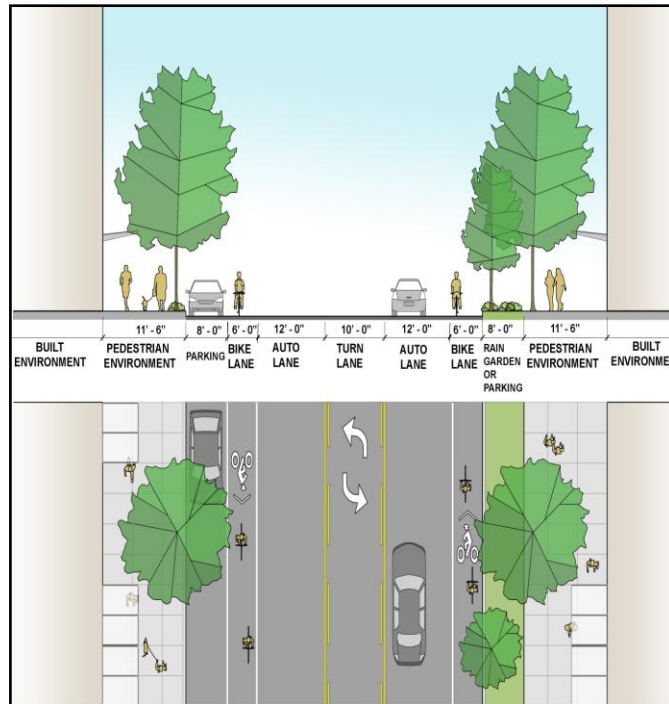 11' - 6" 8' - 0" 6' - 0" 12' - 0" 10' - 0" 12' - 0" 6' - 0" 8' - 0" 11' - 6"
BUILT
ENVIRONMENT
PEDESTRIAN
ENVIRONMENT
PARKING
BIKE
LANE
AUTO
LANE
TURN
LANE
AUTO
LANE
BIKE
LANE
RAIN
GARDEN
OR
PARKING
PEDESTRIAN
ENVIRONMENT
BUILT
ENVIRONME